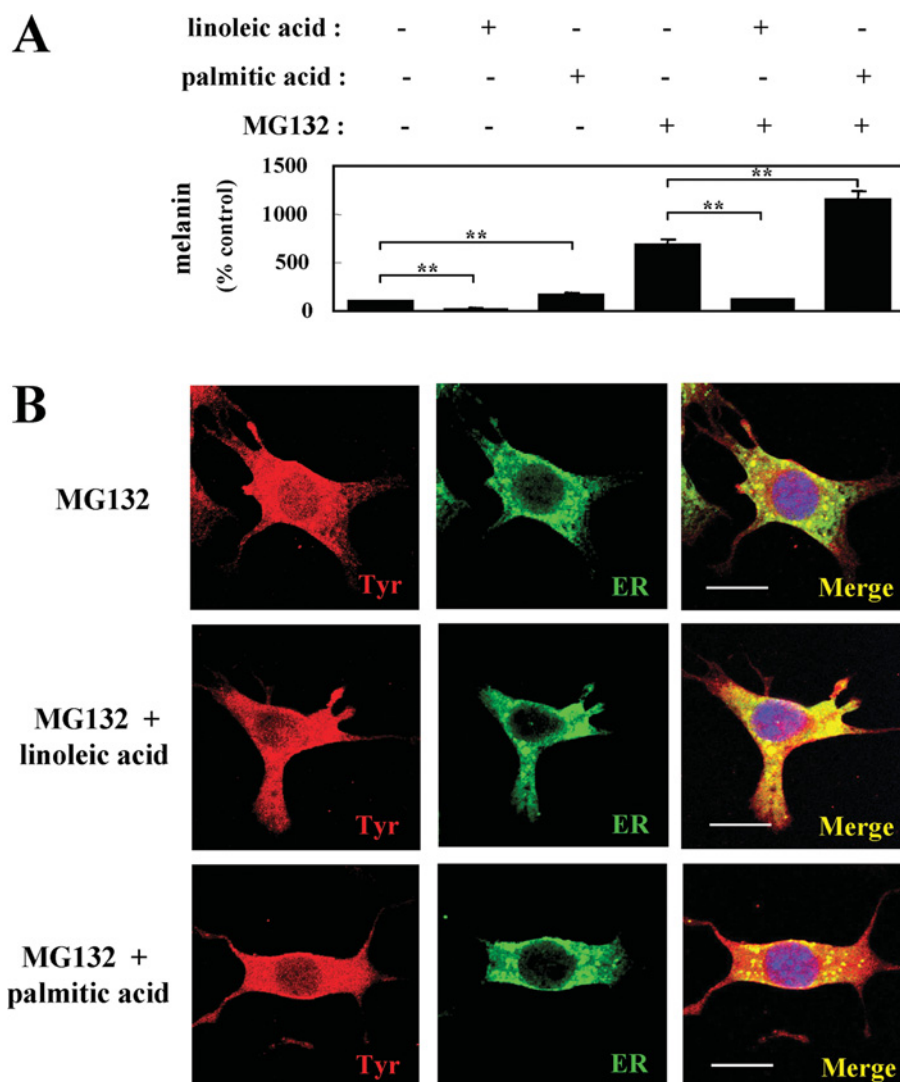 A
linoleic acid : - + - - + -
palmitic acid : - - + - - +
MG132 : - - - + + +
melanin
(% control)
1500
1000
500
0
**
**
**
**
B
MG132
Tyr
ER
Merge
MG132 +
linoleic acid
Tyr
ER
Merge
MG132 +
palmitic acid
Tyr
ER
Merge